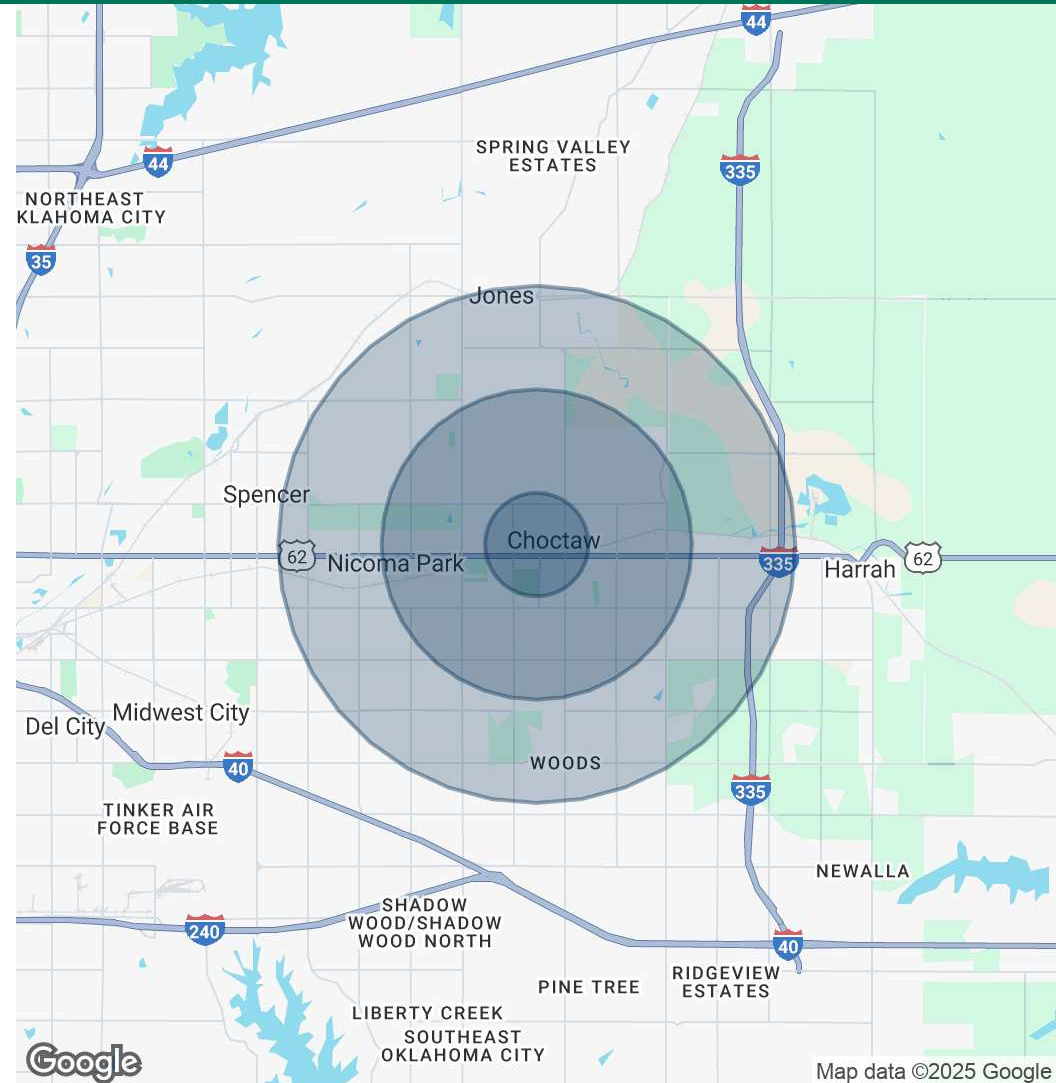 44
SPRING VALLEY
ESTATES
44
335
NORTHEAST
KLAHOMA CITY
35
Jones
Spencer
Choctaw
62
Nicoma Park
335
62
Harrah
Del City
Midwest City
WOODS
40
335
TINKER AIR
FORCE BASE
NEWALLA
SHADOW
WOOD/SHADOW
WOOD NORTH
240
40
RIDGEVIEW
ESTATES
PINE TREE
LIBERTY CREEK
SOUTHEAST
OKLAHOMA CITY
Google
Map data ©2025 Google